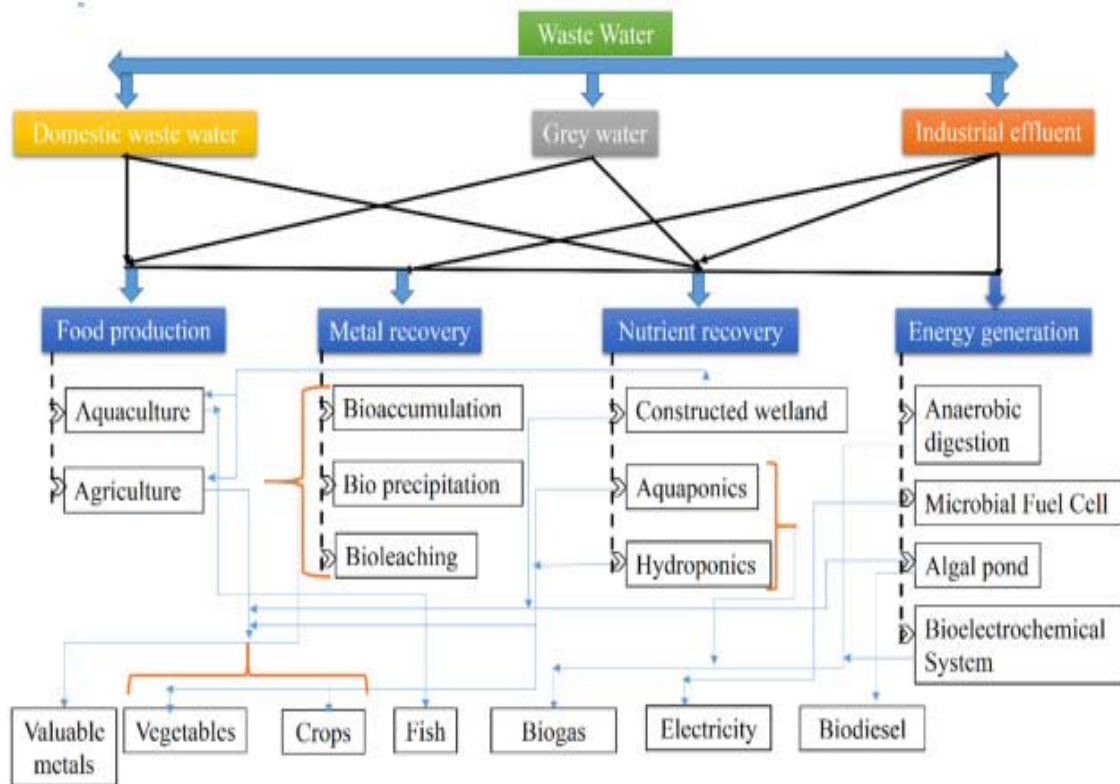 Waste Water
Domestic waste water
Grey water
Industrial effluent
Food production
Metal recovery
Nutrient recovery
Energy generation
Aquaculture
Agriculture
Bioaccumulation
Bio precipitation
Bioleaching
Constructed wetland
Aquaponics
Hydroponics
Anaerobic
digestion
Microbial Fuel Cell
Algal pond
Bioelectrochemical
System
Valuable
metals
Vegetables
Crops
Fish
Biogas
Electricity
Biodiesel